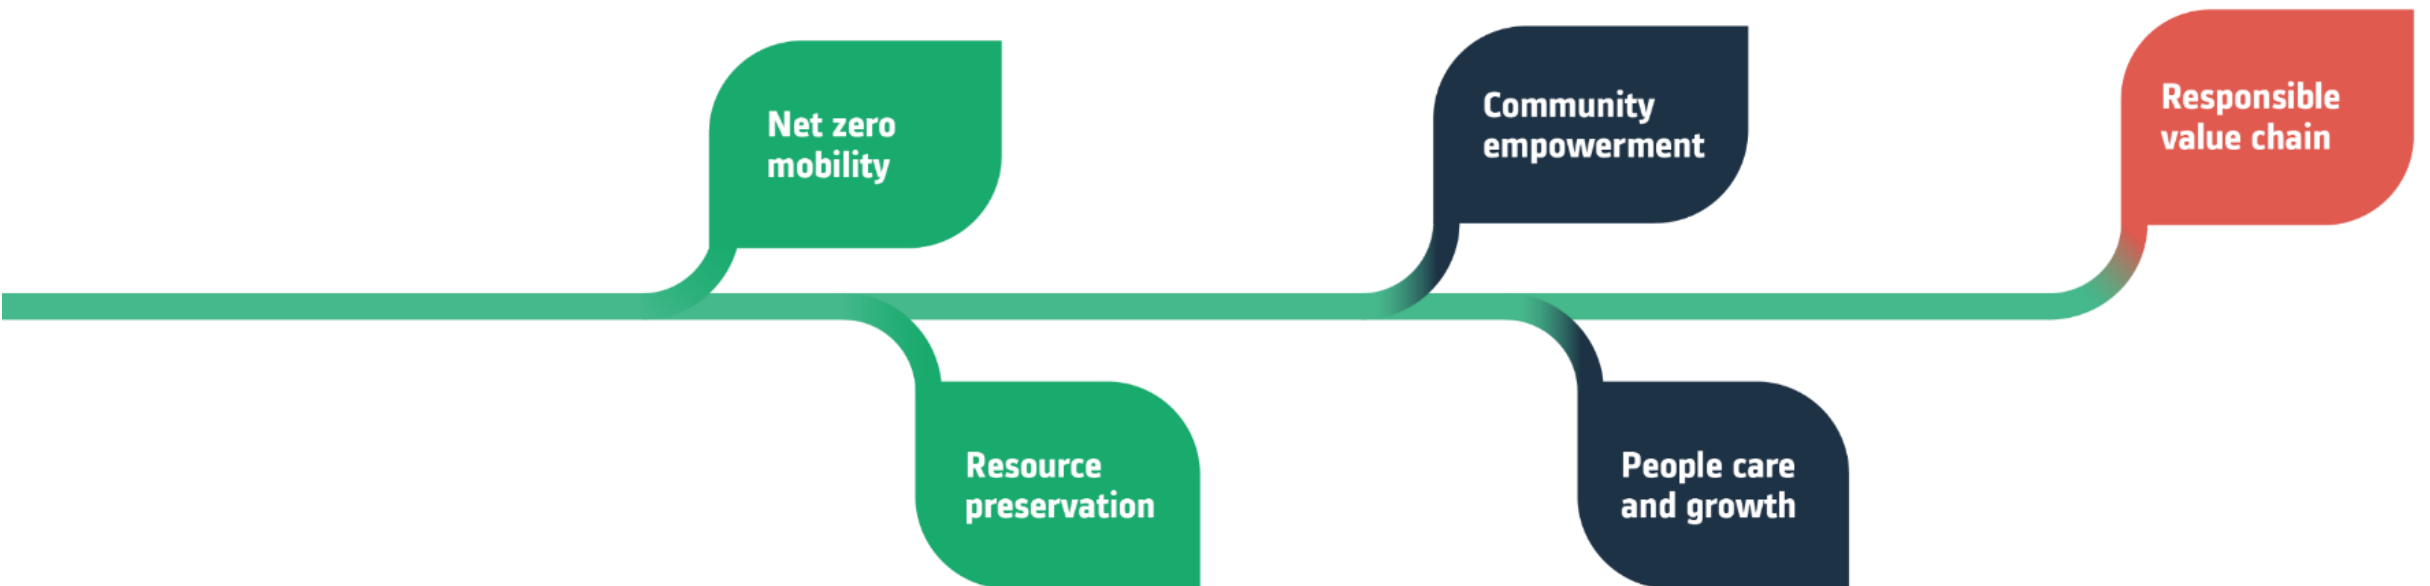 Net zero
mobility
Resource
preservation
Community
empowerment
People care
and growth
Responsible
value chain